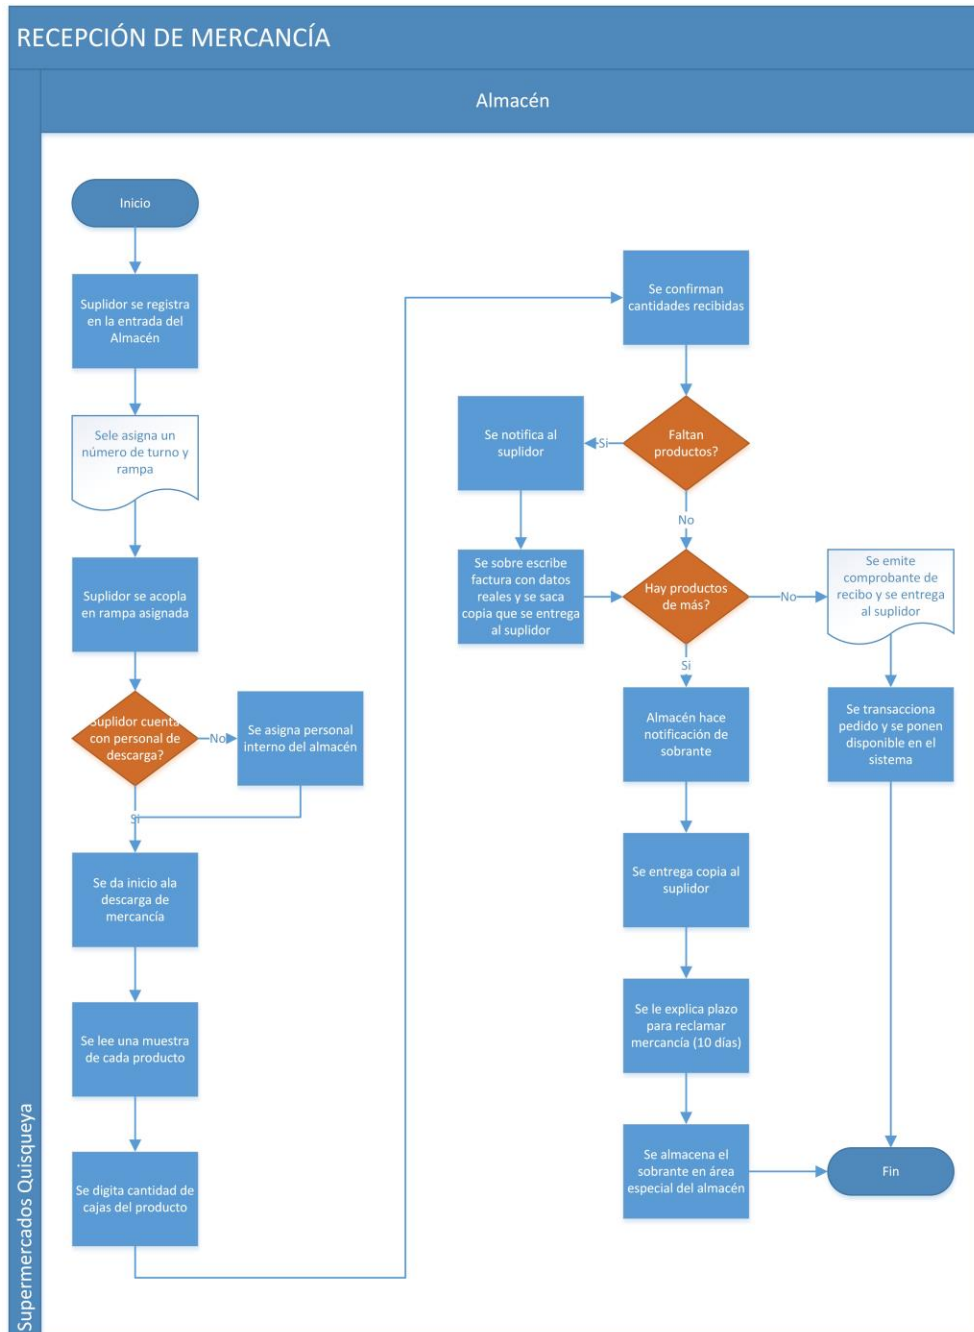 RECEPCIÓN DE MERCANCÍA
Almacén
Supermercados Quisqueya
Inicio
Suplidor se registra
en la entrada del
Almacén
Sele asigna un
número de turno y
rampa
Suplidor se acopla
en rampa asignada
Suplidor cuenta
con personal de
descarga?
No
Se asigna personal
interno del almacén
Si
Se da inicio ala
descarga de
mercancía
Se lee una muestra
de cada producto
Se digita cantidad de
cajas del producto
Se confirman
cantidades recibidas
Faltan
productos?
Si
Se notifica al
suplidor
Se sobre escribe
factura con datos
reales y se saca
copia que se entrega
al suplidor
No
Hay productos
de más?
No
Se emite
comprobante de
recibo y se entrega
al suplidor
Se transacciona
pedido y se ponen
disponible en el
sistema
Si
Almacén hace
notificación de
sobrante
Se entrega copia al
suplidor
Se le explica plazo
para reclamar
mercancía (10 días)
Se almacena el
sobrante en área
especial del almacén
Fin